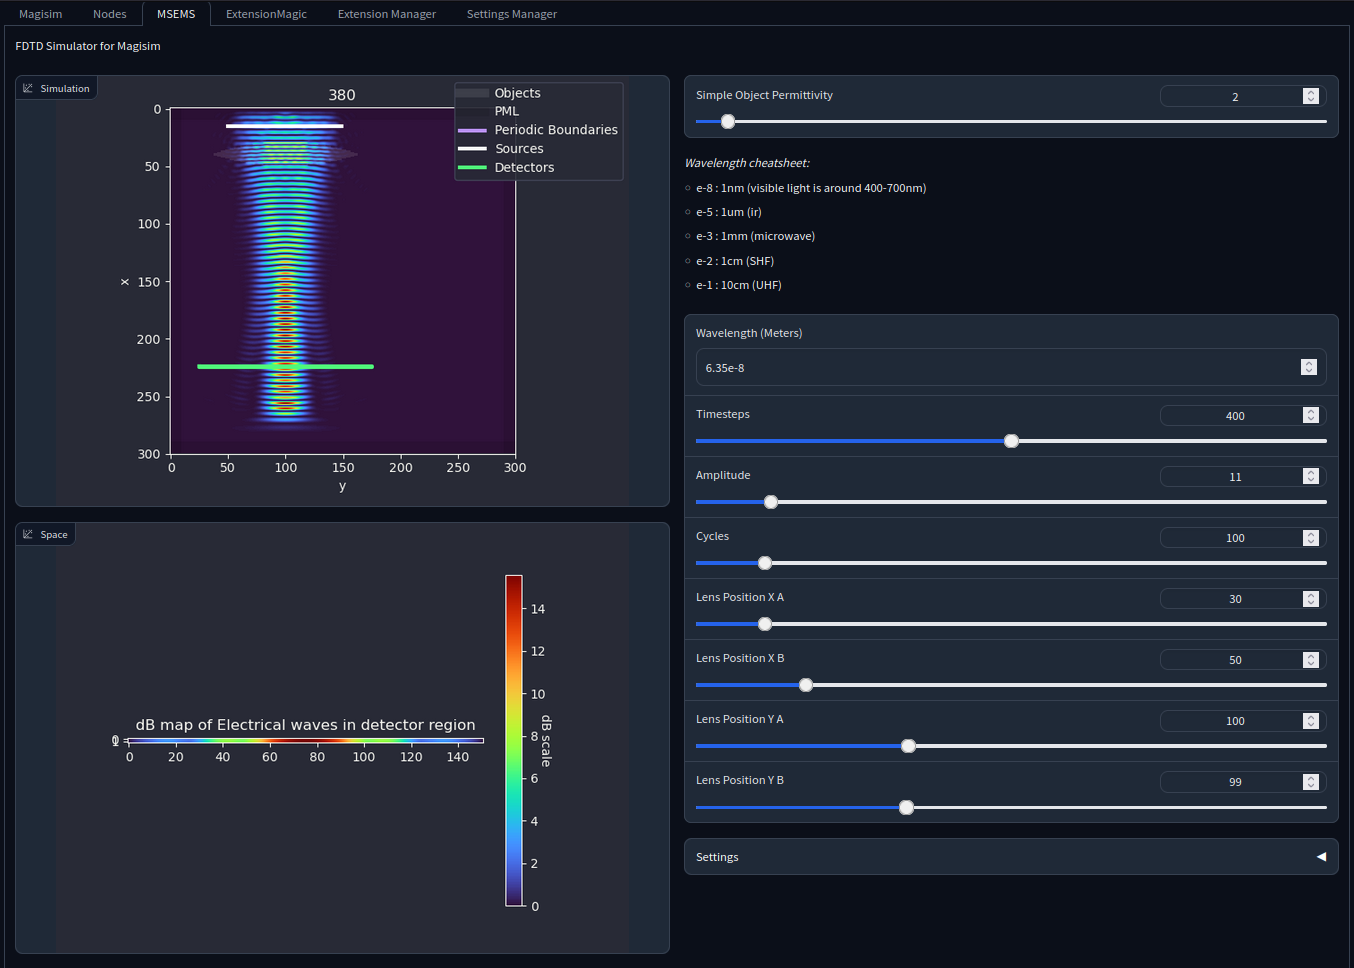 Magisim
Nodes
MSEMS
ExtensionMagic
Extension Manager
Settings Manager
FDTD Simulator for Magisim
Simulation
380
Objects
PML
Periodic Boundaries
Sources
Detectors
0
50
100
150
200
250
300
x
0
50
100
150
200
250
300
y
Space
dB map of Electrical waves in detector region
0
1
0
20
40
60
80
100
120
140
14
12
10
8
6
4
2
0
dB scale
Simple Object Permittivity
2
Wavelength cheatsheet:
e-8 : 1nm (visible light is around 400-700nm)
e-5 : 1um (ir)
e-3 : 1mm (microwave)
e-2 : 1cm (SHF)
e-1 : 10cm (UHF)
Wavelength (Meters)
6.35e-8
Timesteps
400
Amplitude
11
Cycles
100
Lens Position X A
30
Lens Position X B
50
Lens Position Y A
100
Lens Position Y B
99
Settings